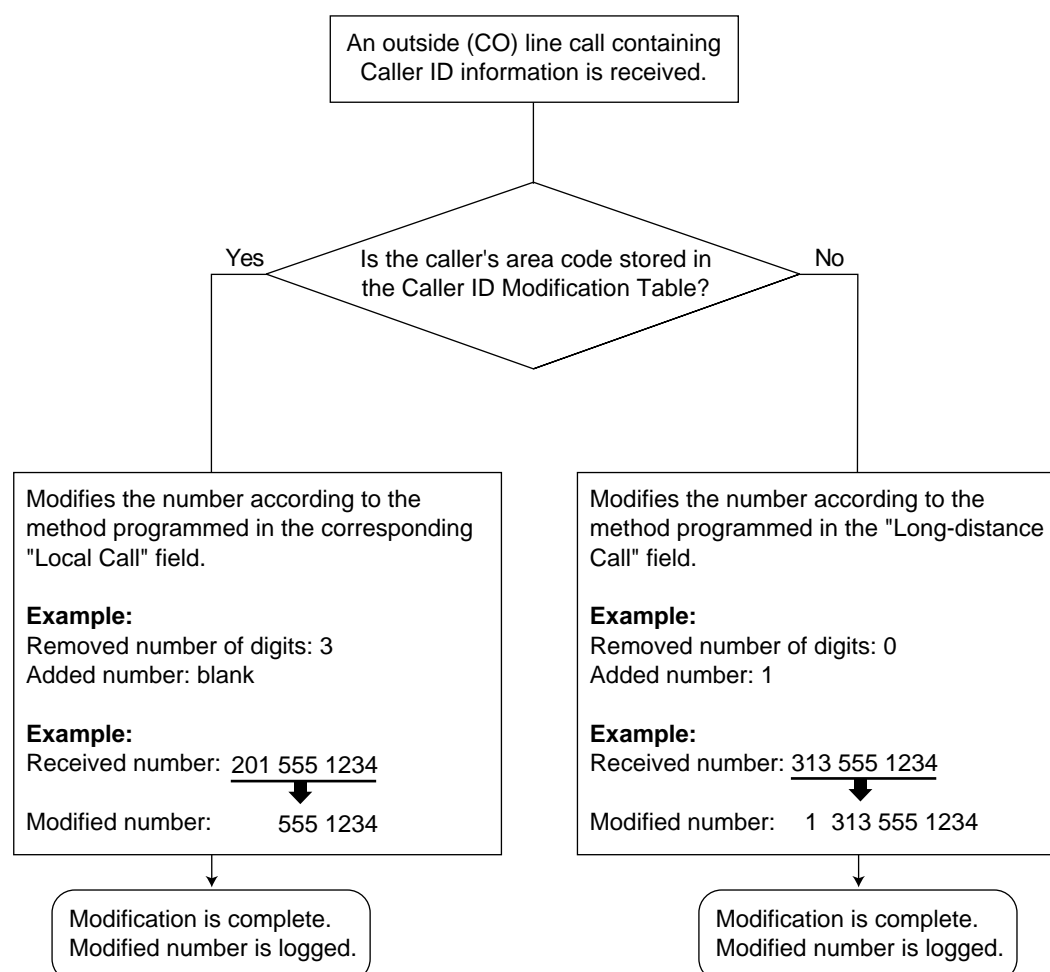 An outside (CO) line call containing
Caller ID information is received.
Yes
Is the caller's area code stored in
the Caller ID Modification Table?
No
Modifies the number according to the
method programmed in the corresponding
"Local Call" field.
Example:
Removed number of digits: 3
Added number: blank
Example:
Received number: 201 555 1234
Modified number: 555 1234
Modification is complete.
Modified number is logged.
Modifies the number according to the
method programmed in the "Long-distance
Call" field.
Example:
Removed number of digits: 0
Added number: 1
Example:
Received number: 313 555 1234
Modified number: 1 313 555 1234
Modification is complete.
Modified number is logged.